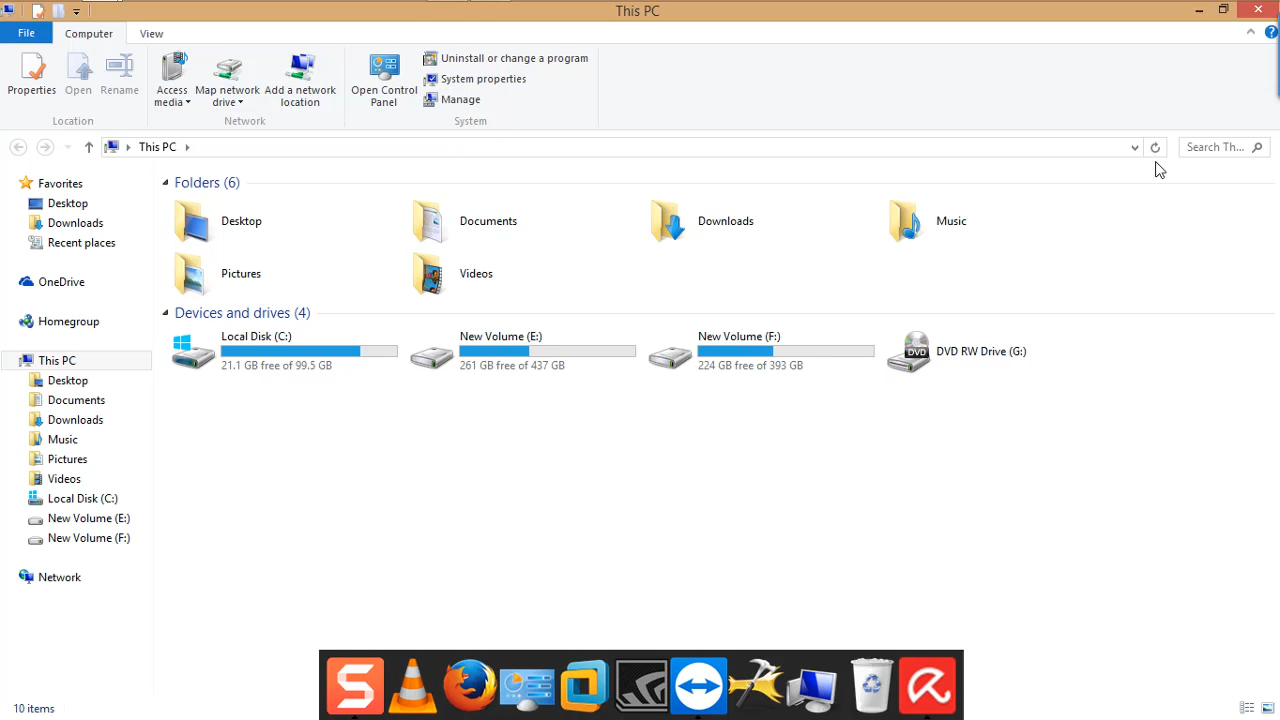 This PC
File
Computer
View
Properties
Open
Rename
Access media
Map network drive
Add a network location
Open Control Panel
Uninstall or change a program
System properties
Manage
Location
Network
System
This PC
Search Th...
Favorites
Desktop
Downloads
Recent places
OneDrive
Homegroup
This PC
Desktop
Documents
Downloads
Music
Pictures
Videos
Local Disk (C:)
New Volume (E:)
New Volume (F:)
Network
Folders (6)
Desktop
Documents
Downloads
Music
Pictures
Videos
Devices and drives (4)
Local Disk (C:)
21.1 GB free of 99.5 GB
New Volume (E:)
261 GB free of 437 GB
New Volume (F:)
224 GB free of 393 GB
DVD
DVD RW Drive (G:)
10 items